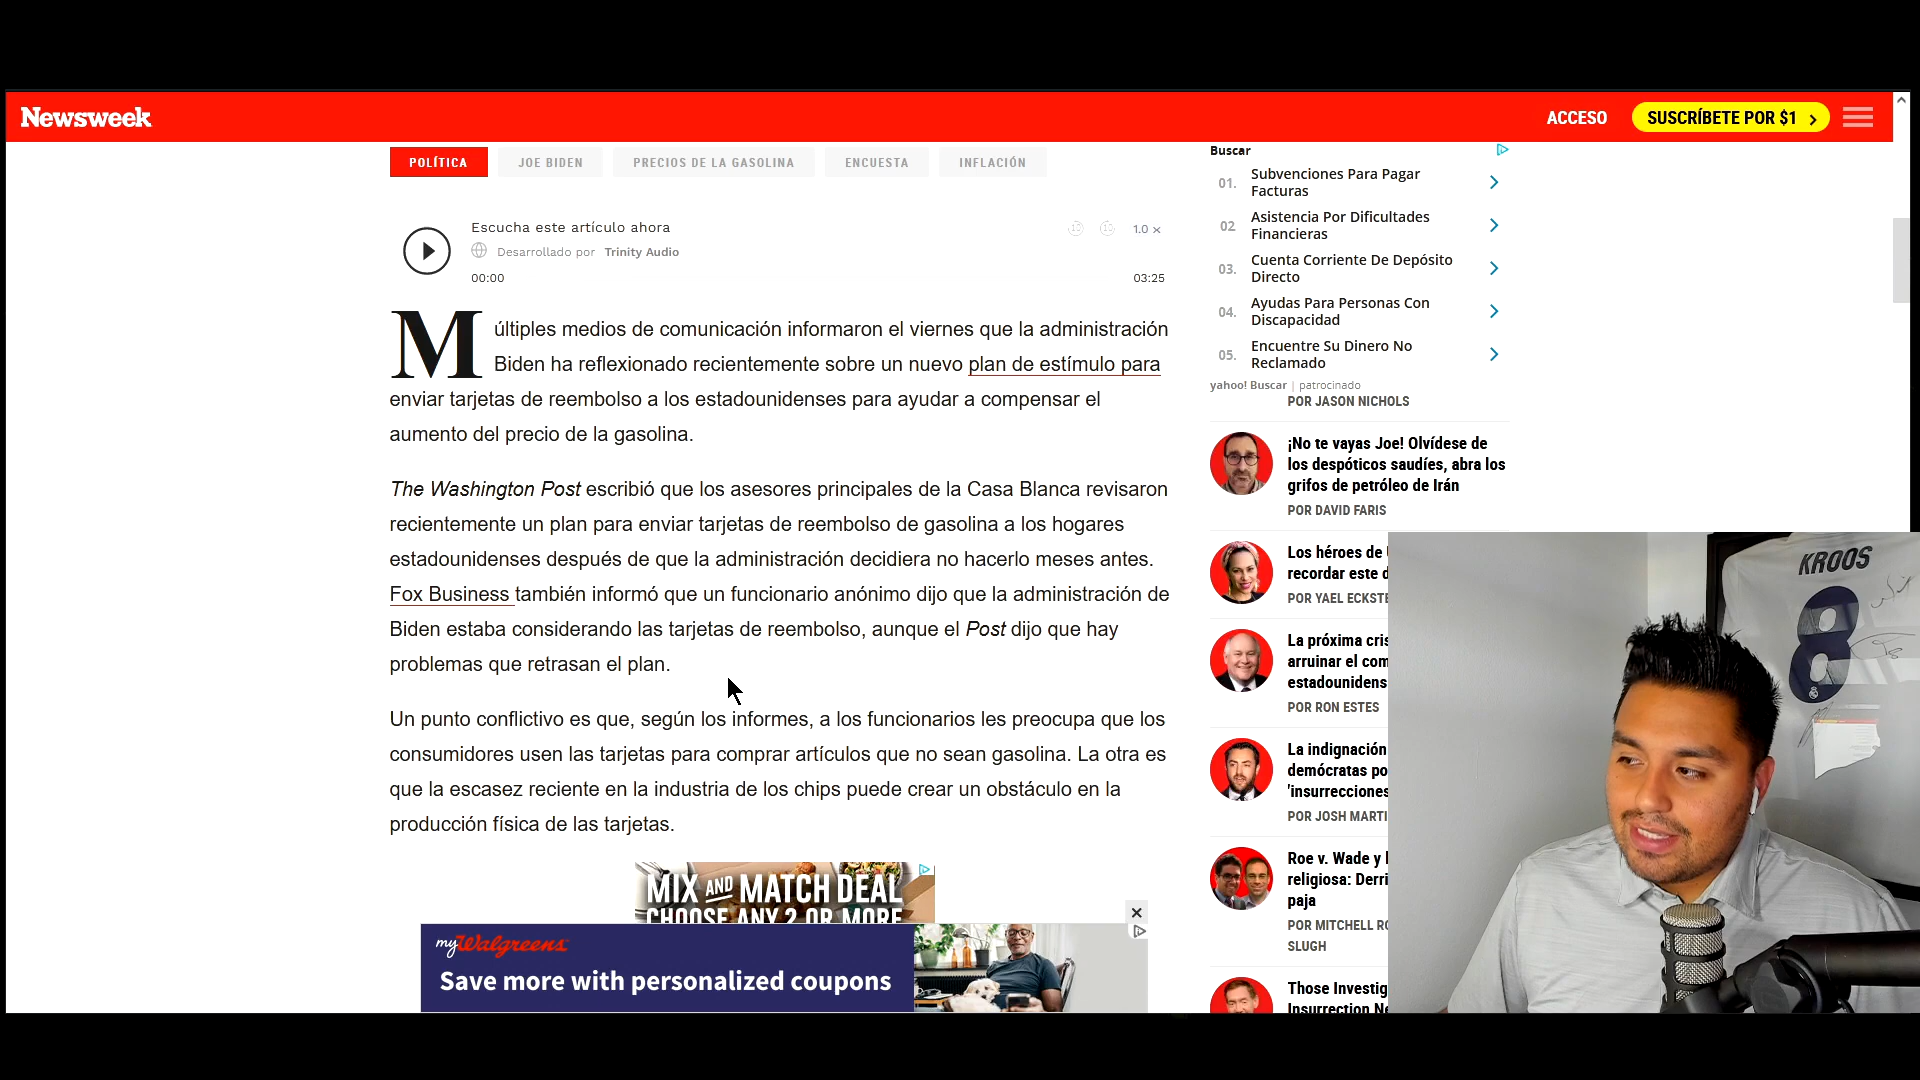 Newsweek
ACCESO
SUSCRÍBETE POR $1
POLÍTICA
JOE BIDEN
PRECIOS DE LA GASOLINA
ENCUESTA
INFLACIÓN
Escucha este artículo ahora
Desarrollado por Trinity Audio
00:00
1.0 x
03:25
Múltiples medios de comunicación informaron el viernes que la administración
Biden ha reflexionado recientemente sobre un nuevo plan de estímulo para
enviar tarjetas de reembolso a los estadounidenses para ayudar a compensar el
aumento del precio de la gasolina.
The Washington Post escribió que los asesores principales de la Casa Blanca revisaron
recientemente un plan para enviar tarjetas de reembolso de gasolina a los hogares
estadounidenses después de que la administración decidiera no hacerlo meses antes.
Fox Business también informó que un funcionario anónimo dijo que la administración de
Biden estaba considerando las tarjetas de reembolso, aunque el Post dijo que hay
problemas que retrasan el plan.
Un punto conflictivo es que, según los informes, a los funcionarios les preocupa que los
consumidores usen las tarjetas para comprar artículos que no sean gasolina. La otra es
que la escasez reciente en la industria de los chips puede crear un obstáculo en la
producción física de las tarjetas.
MIX AND MATCH DEAL
CHOOSE ANY 2 OR MORE
myWalgreens
Save more with personalized coupons
Buscar
01. Subvenciones Para Pagar
Facturas
02 Asistencia Por Dificultades
Financieras
03. Cuenta Corriente De Depósito
Directo
04. Ayudas Para Personas Con
Discapacidad
05. Encuentre Su Dinero No
Reclamado
yahoo! Buscar | patrocinado
POR JASON NICHOLS
¡No te vayas Joe! Olvídese de
los despóticos saudíes, abra los
grifos de petróleo de Irán
POR DAVID FARIS
Los héroes de
recordar este d
POR YAEL ECKSTE
La próxima cris
arruinar el com
estadounidens
POR RON ESTES
La indignación
demócratas po
'insurrecciones
POR JOSH MARTI
Roe v. Wade y l
religiosa: Derri
paja
POR MITCHELL RO
SLUGH
Those Investig
Insurrection Ne
KROOS
8